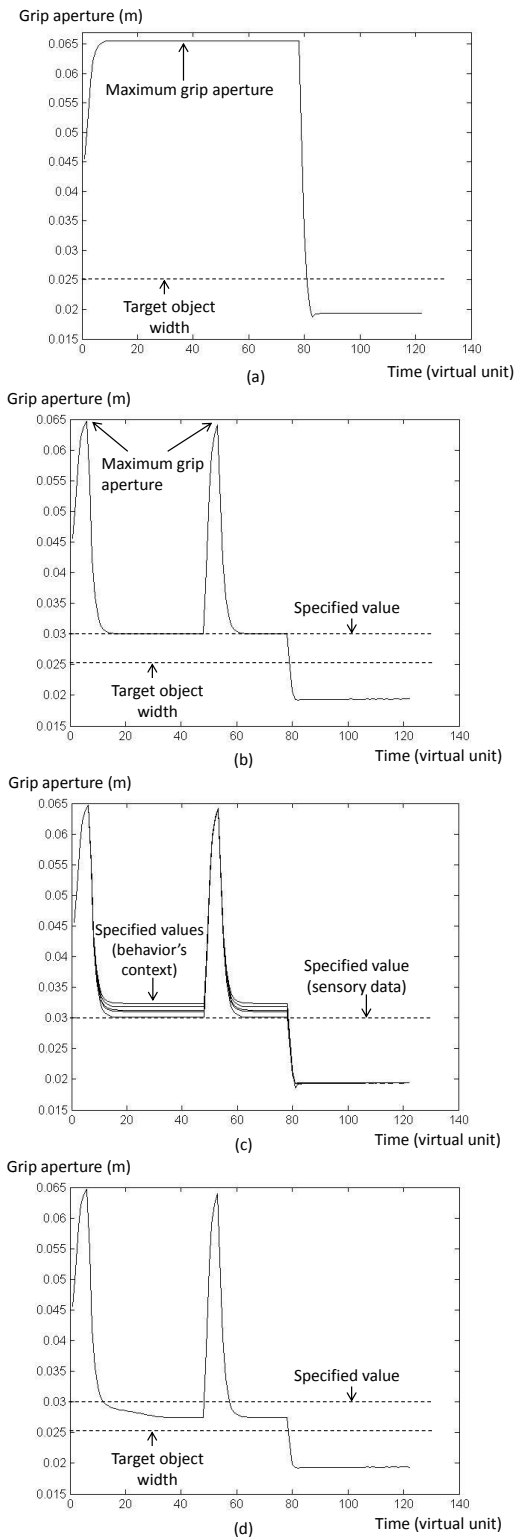 Grip aperture (m)
0.065
0.06
0.055
0.05
0.045
0.04
0.035
0.03
0.025
0.02
0.015
Maximum grip aperture
Target object
width
0 20 40 60 80 100 120 140
Time (virtual unit)
(a)
Grip aperture (m)
0.065
0.06
0.055
0.05
0.045
0.04
0.035
0.03
0.025
0.02
0.015
Maximum grip
aperture
Specified value
Target object
width
0 20 40 60 80 100 120 140
Time (virtual unit)
(b)
Grip aperture (m)
0.065
0.06
0.055
0.05
0.045
0.04
0.035
0.03
0.02
0.015
Specified values
(behavior's
context)
Specified value
(sensory data)
0 20 40 60 80 100 120 140
Time (virtual unit)
(c)
Grip aperture (m)
0.065
0.06
0.055
0.05
0.045
0.04
0.035
0.03
0.025
0.02
0.015
Specified value
Target object
width
0 20 40 60 80 100 120 140
Time (virtual unit)
(d)